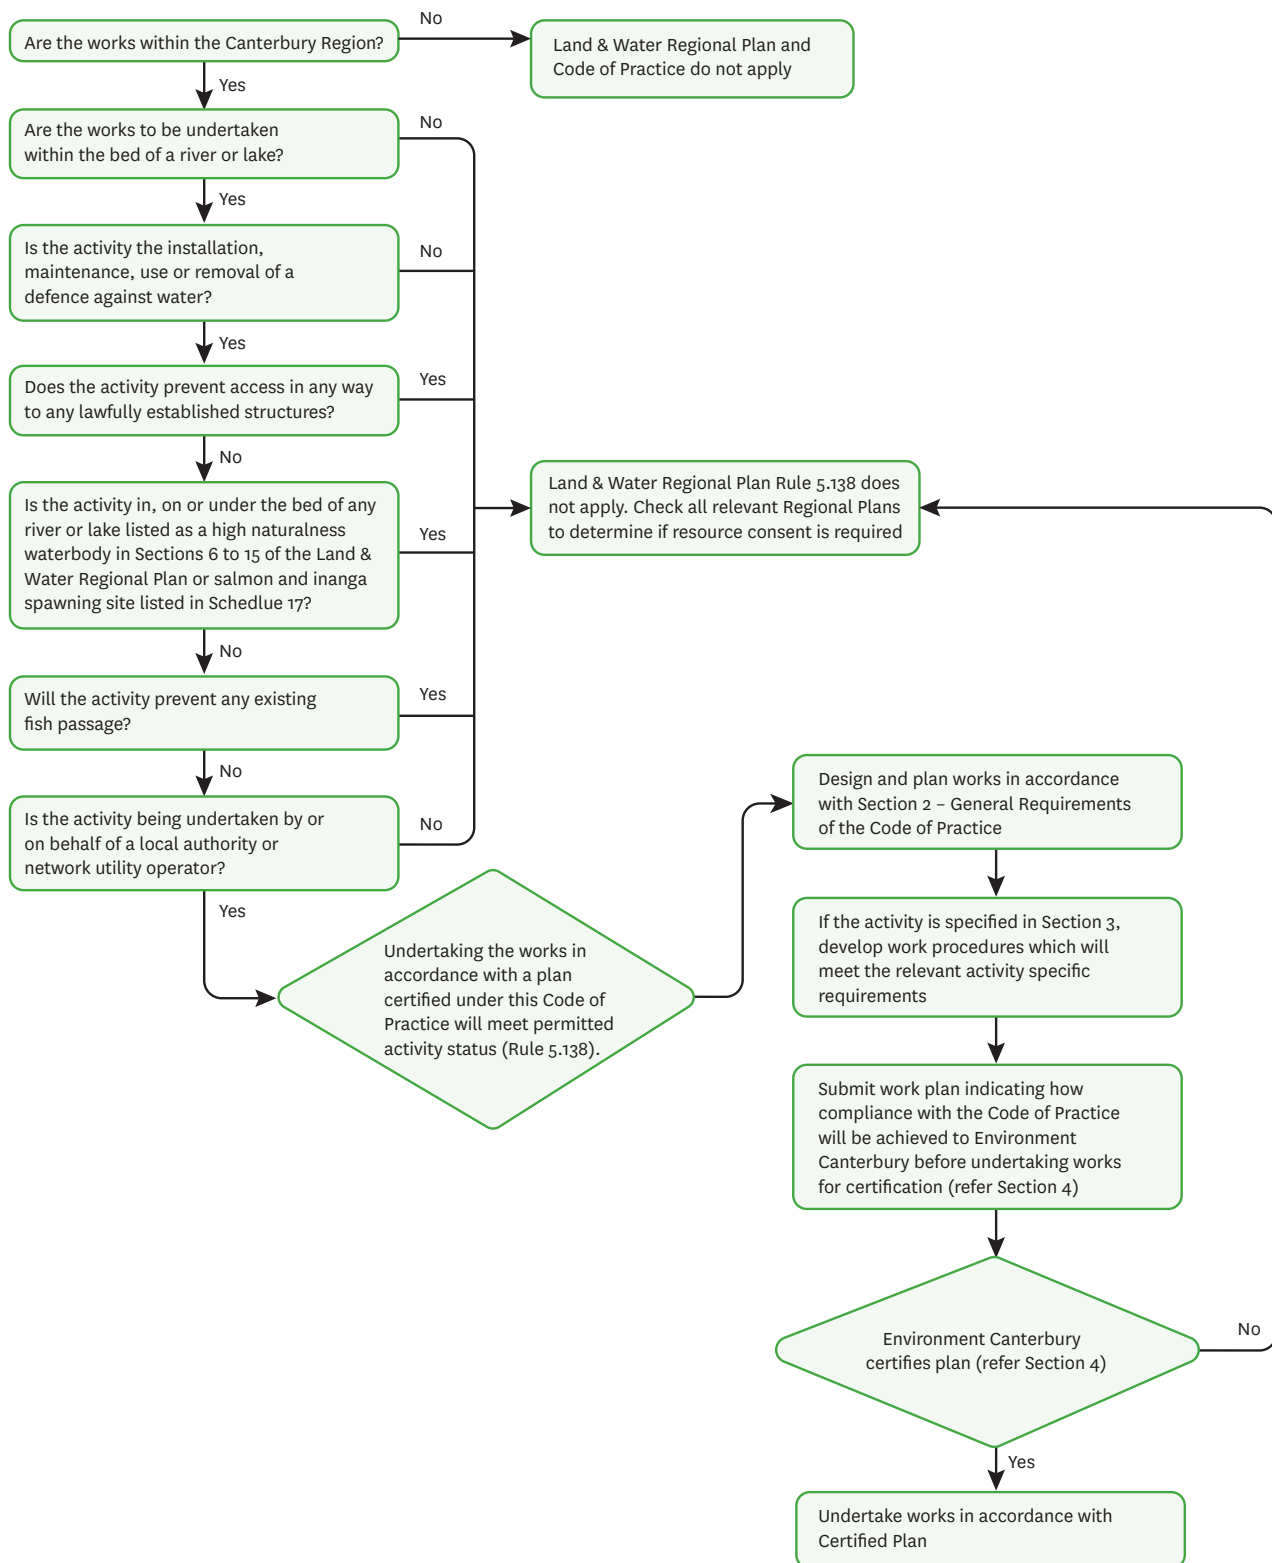 Are the works within the Canterbury Region?
No
Land & Water Regional Plan and
Code of Practice do not apply
Yes
Are the works to be undertaken
within the bed of a river or lake?
No
Yes
Is the activity the installation,
maintenance, use or removal of a
defence against water?
No
Yes
Does the activity prevent access in any way
to any lawfully established structures?
Yes
No
Is the activity in, on or under the bed of any
river or lake listed as a high naturalness
waterbody in Sections 6 to 15 of the Land &
Water Regional Plan or salmon and inanga
spawning site listed in Schedlue 17?
Yes
Land & Water Regional Plan Rule 5.138 does
not apply. Check all relevant Regional Plans
to determine if resource consent is required
No
Will the activity prevent any existing
fish passage?
Yes
No
Is the activity being undertaken by or
on behalf of a local authority or
network utility operator?
No
Yes
Undertaking the works in
accordance with a plan
certified under this Code of
Practice will meet permitted
activity status (Rule 5.138).
Design and plan works in accordance
with Section 2 – General Requirements
of the Code of Practice
If the activity is specified in Section 3,
develop work procedures which will
meet the relevant activity specific
requirements
Submit work plan indicating how
compliance with the Code of Practice
will be achieved to Environment
Canterbury before undertaking works
for certification (refer Section 4)
Environment Canterbury
certifies plan (refer Section 4)
No
Yes
Undertake works in accordance with
Certified Plan